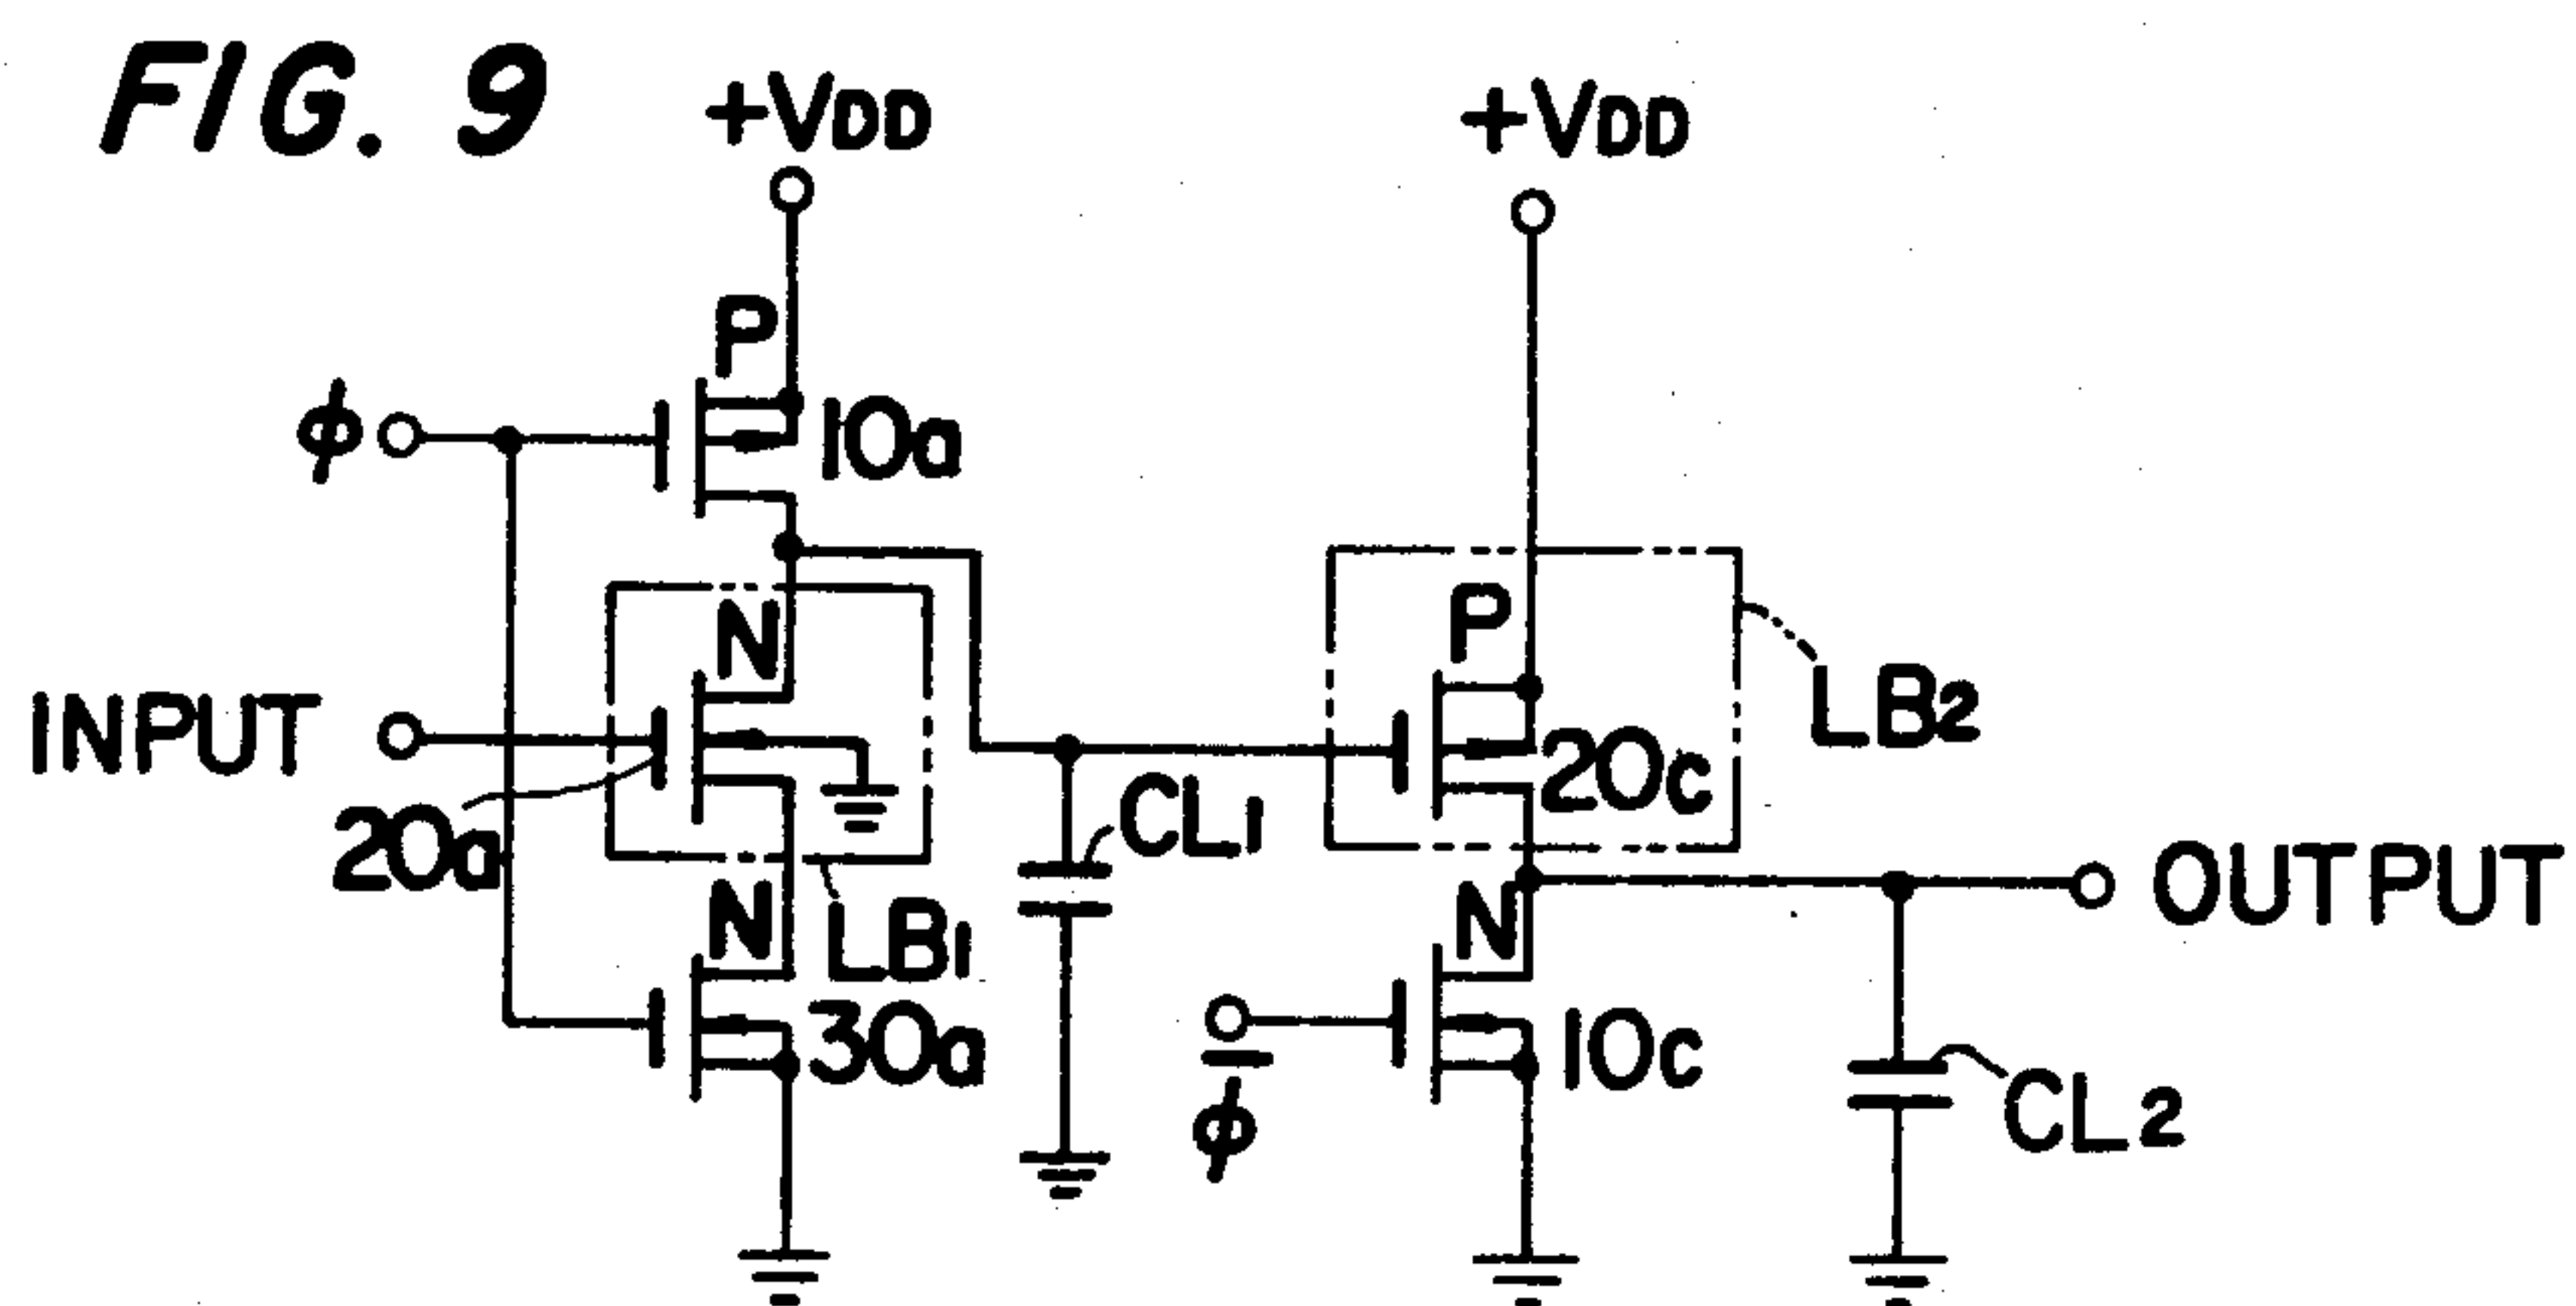 FIG. 9
+VDD
+VDD
P
ϕ
10a
N
P
INPUT
LB2
20a
20c
CL1
N
LB1
N
OUTPUT
30a
10c
ϕ̅
CL2